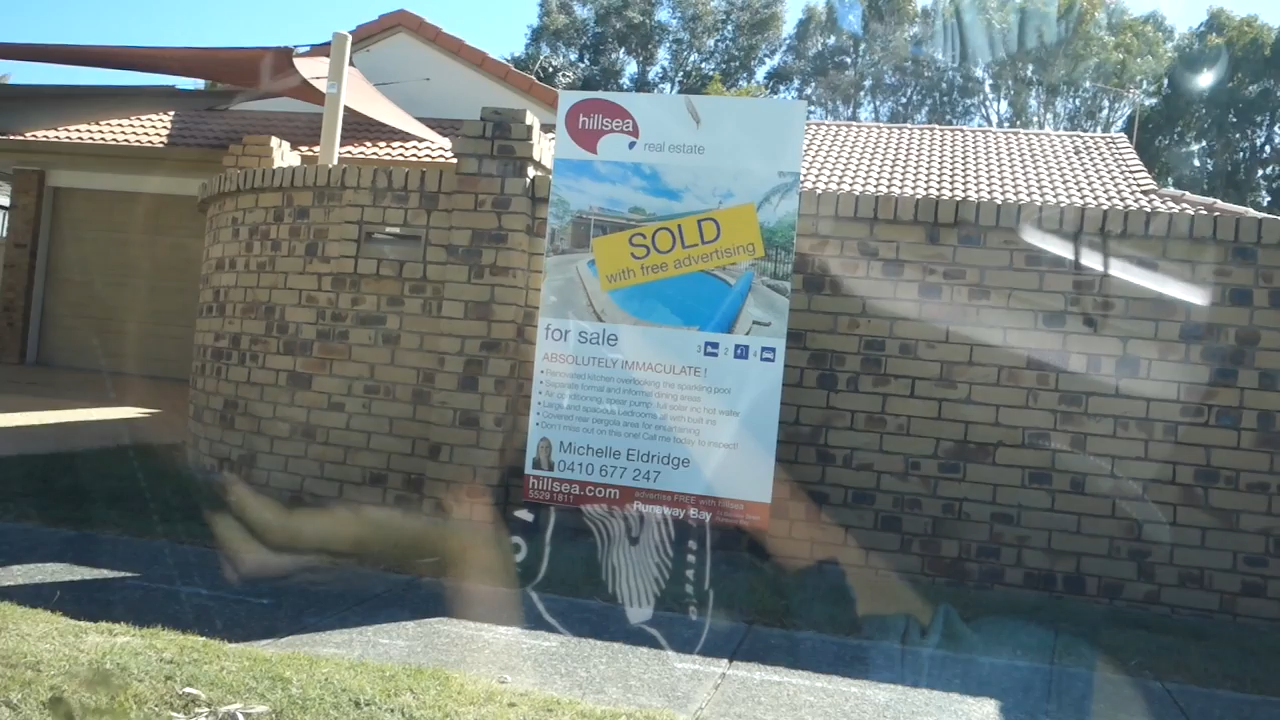 hillsea
real estate
SOLD
with free advertising
for sale
3 2 4
ABSOLUTELY IMMACULATE!
• Renovated kitchen overlooking the sparkling pool
• Separate formal and informal dining areas
• Air conditioning, spear pump, full solar inc hot water
• Large and spacious bedrooms all with built ins
• Covered rear pergola area for entertaining
• Don't miss out on this one! Call me today to inspect!
Michelle Eldridge
0410 677 247
hillsea.com
5529 1811
advertise FREE with hillsea
Runaway Bay